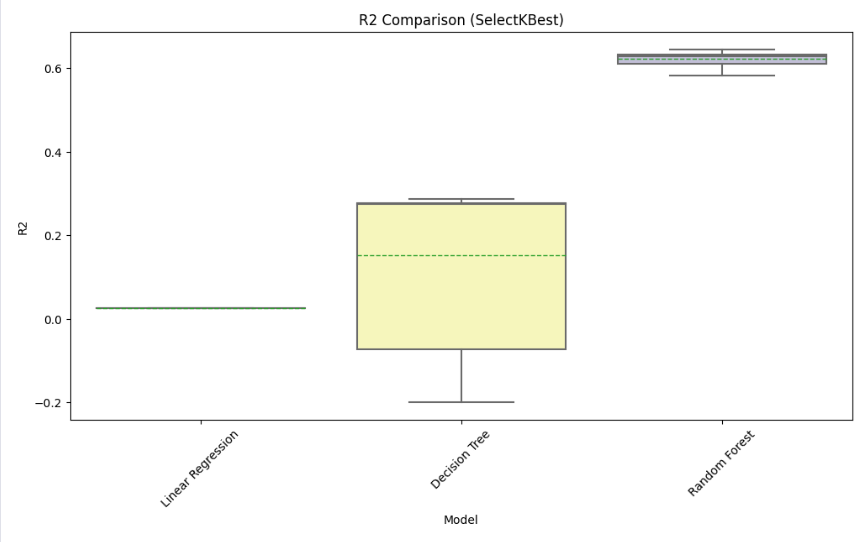 R2 Comparison (SelectKBest)
R2
0.6
0.4
0.2
0.0
−0.2
Linear Regression
Decision Tree
Random Forest
Model